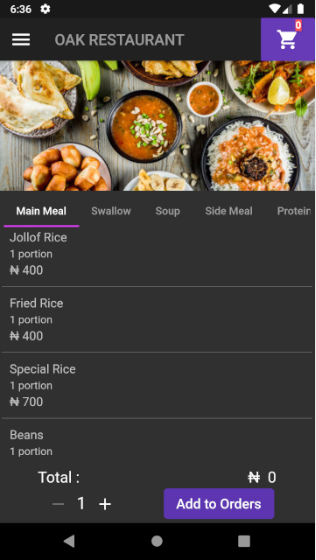 6:36
OAK RESTAURANT
0
Main Meal Swallow Soup Side Meal Protein
Jollof Rice
1 portion
₦ 400
Fried Rice
1 portion
₦ 400
Special Rice
1 portion
₦ 700
Beans
1 portion
Total : ₦ 0
— 1 +
Add to Orders